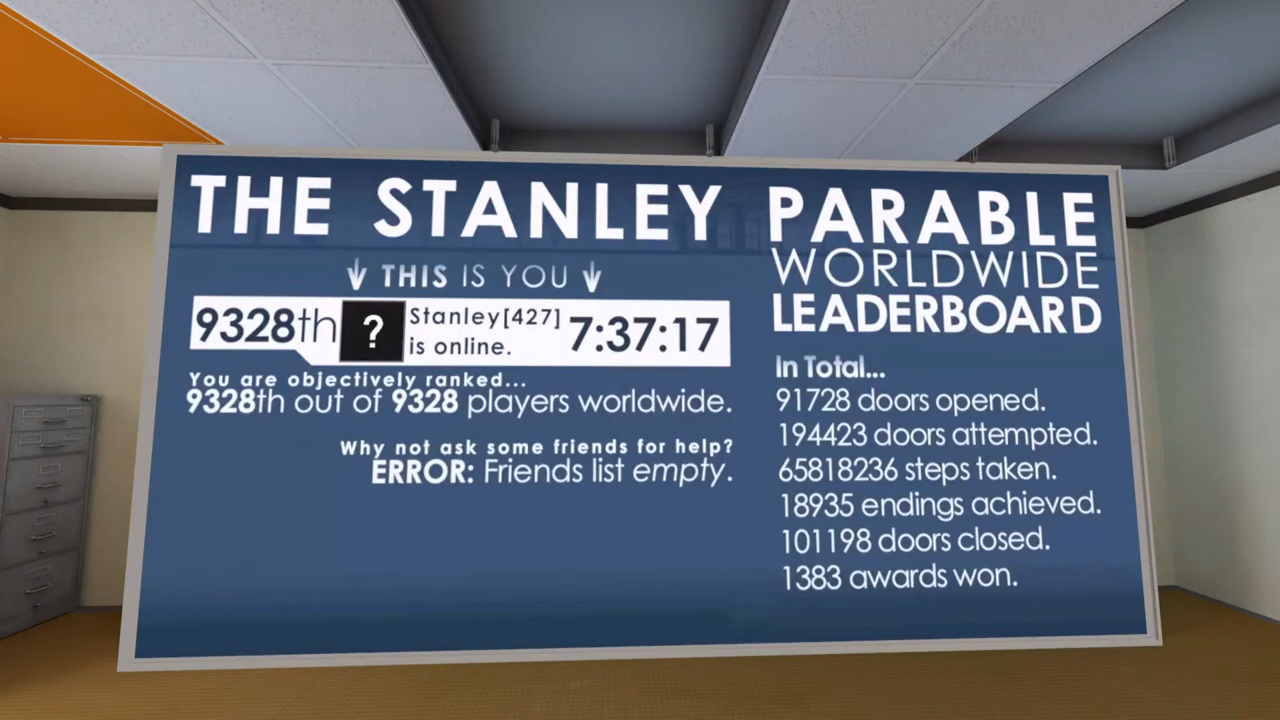 THE STANLEY PARABLE
WORLDWIDE
LEADERBOARD
THIS IS YOU
9328th ? Stanley[427] is online. 7:37:17
You are objectively ranked...
9328th out of 9328 players worldwide.
Why not ask some friends for help?
ERROR: Friends list empty.
In Total...
91728 doors opened.
194423 doors attempted.
65818236 steps taken.
18935 endings achieved.
101198 doors closed.
1383 awards won.